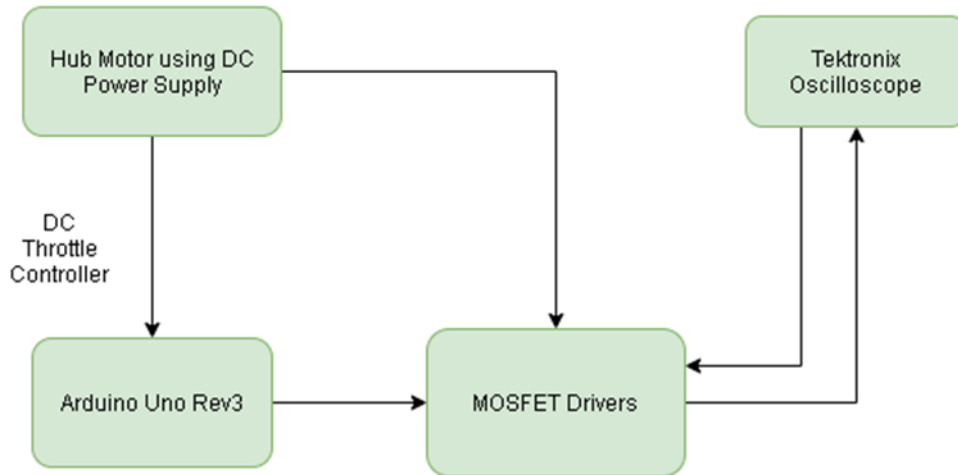 Hub Motor using DC
Power Supply
Tektronix
Oscilloscope
DC
Throttle
Controller
Arduino Uno Rev3
MOSFET Drivers